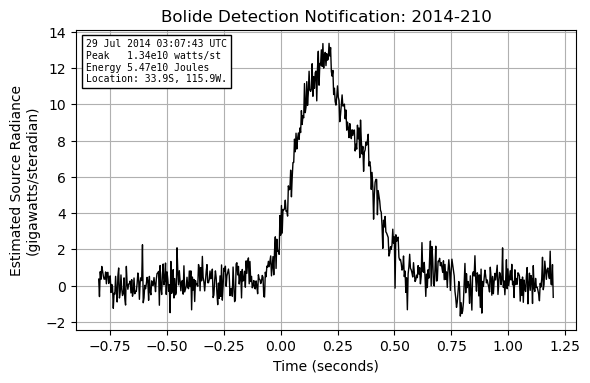 Bolide Detection Notification: 2014-210
29 Jul 2014 03:07:43 UTC
Peak   1.34e10 watts/st
Energy 5.47e10 Joules
Location: 33.9S, 115.9W.
Estimated Source Radiance
(gigawatts/steradian)
14
12
10
8
6
4
2
0
−2
−0.75 −0.50 −0.25 0.00 0.25 0.50 0.75 1.00 1.25
Time (seconds)